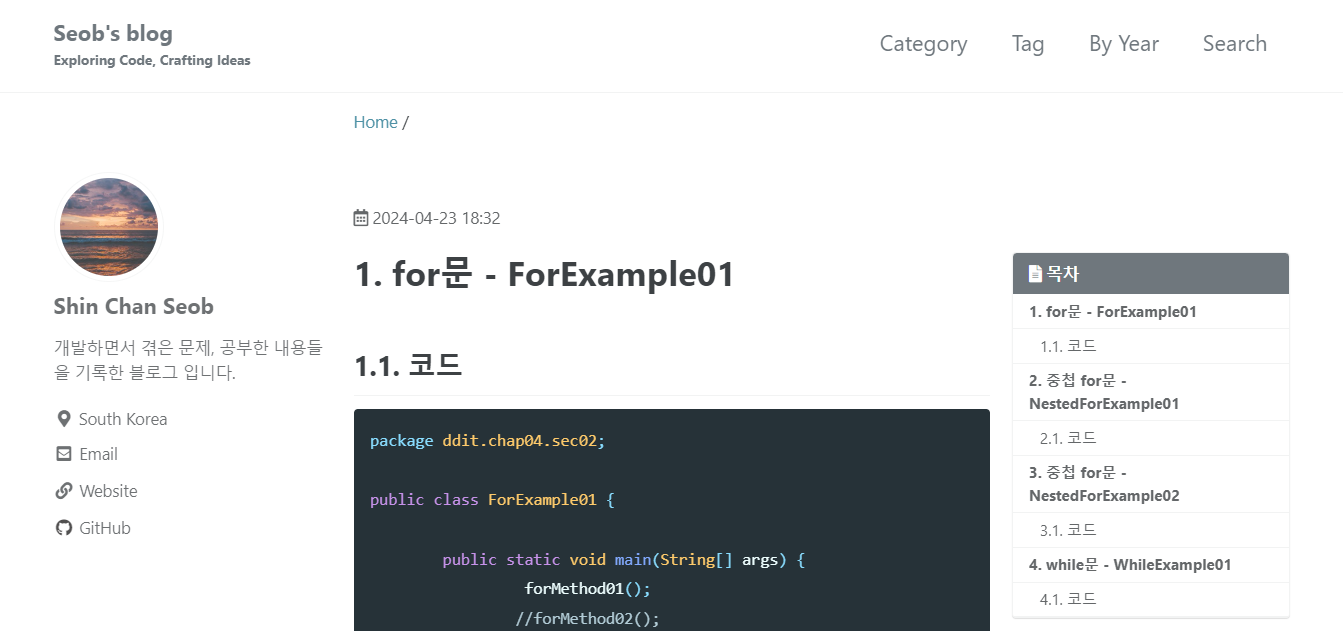 Seob's blog
Exploring Code, Crafting Ideas
Category Tag By Year Search
Home /
Shin Chan Seob
개발하면서 겪은 문제, 공부한 내용들
을 기록한 블로그 입니다.
South Korea
Email
Website
GitHub
2024-04-23 18:32
1. for문 - ForExample01
1.1. 코드
package ddit.chap04.sec02;
public class ForExample01 {
public static void main(String[] args) {
forMethod01();
//forMethod02();
목차
1. for문 - ForExample01
1.1. 코드
2. 중첩 for문 -
NestedForExample01
2.1. 코드
3. 중첩 for문 -
NestedForExample02
3.1. 코드
4. while문 - WhileExample01
4.1. 코드